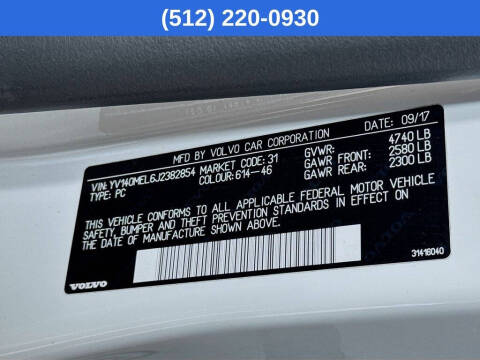 (512) 220-0930
MFD BY VOLVO CAR CORPORATION DATE: 09/17
VIN: YV140MEL6J2382854 MARKET CODE: 31 GVWR: 4740 LB
TYPE: PC COLOUR: 614-46 GAWR FRONT: 2580 LB
GAWR REAR: 2300 LB
THIS VEHICLE CONFORMS TO ALL APPLICABLE FEDERAL MOTOR VEHICLE
SAFETY, BUMPER AND THEFT PREVENTION STANDARDS IN EFFECT ON
THE DATE OF MANUFACTURE SHOWN ABOVE.
31416040
VOLVO